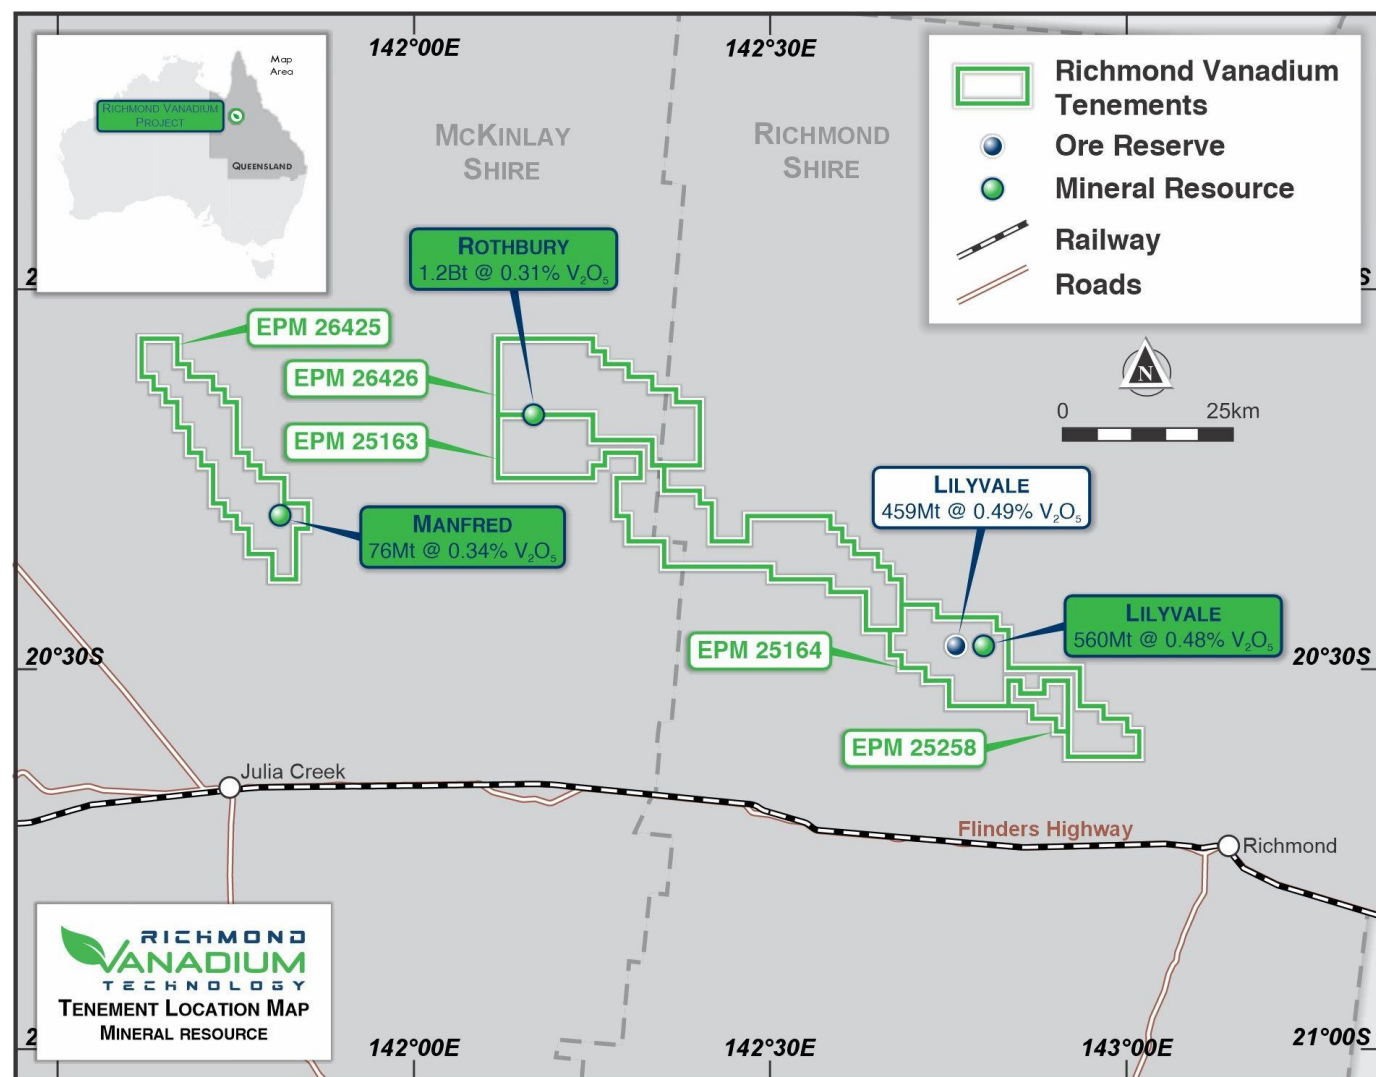 142°00E
142°30E
Map
Area
RICHMOND VANADIUM
PROJECT
QUEENSLAND
MCKINLAY
SHIRE
RICHMOND
SHIRE
Richmond Vanadium
Tenements
Ore Reserve
Mineral Resource
Railway
Roads
ROTHBURY
1.2Bt @ 0.31% V₂O₅
2
S
EPM 26425
EPM 26426
EPM 25163
N
0 25km
LILYVALE
459Mt @ 0.49% V₂O₅
MANFRED
76Mt @ 0.34% V₂O₅
LILYVALE
560Mt @ 0.48% V₂O₅
EPM 25164
20°30S
20°30S
EPM 25258
Julia Creek
Flinders Highway
Richmond
RICHMOND
VANADIUM
TECHNOLOGY
TENEMENT LOCATION MAP
MINERAL RESOURCE
2
142°00E
142°30E
143°00E
21°00S